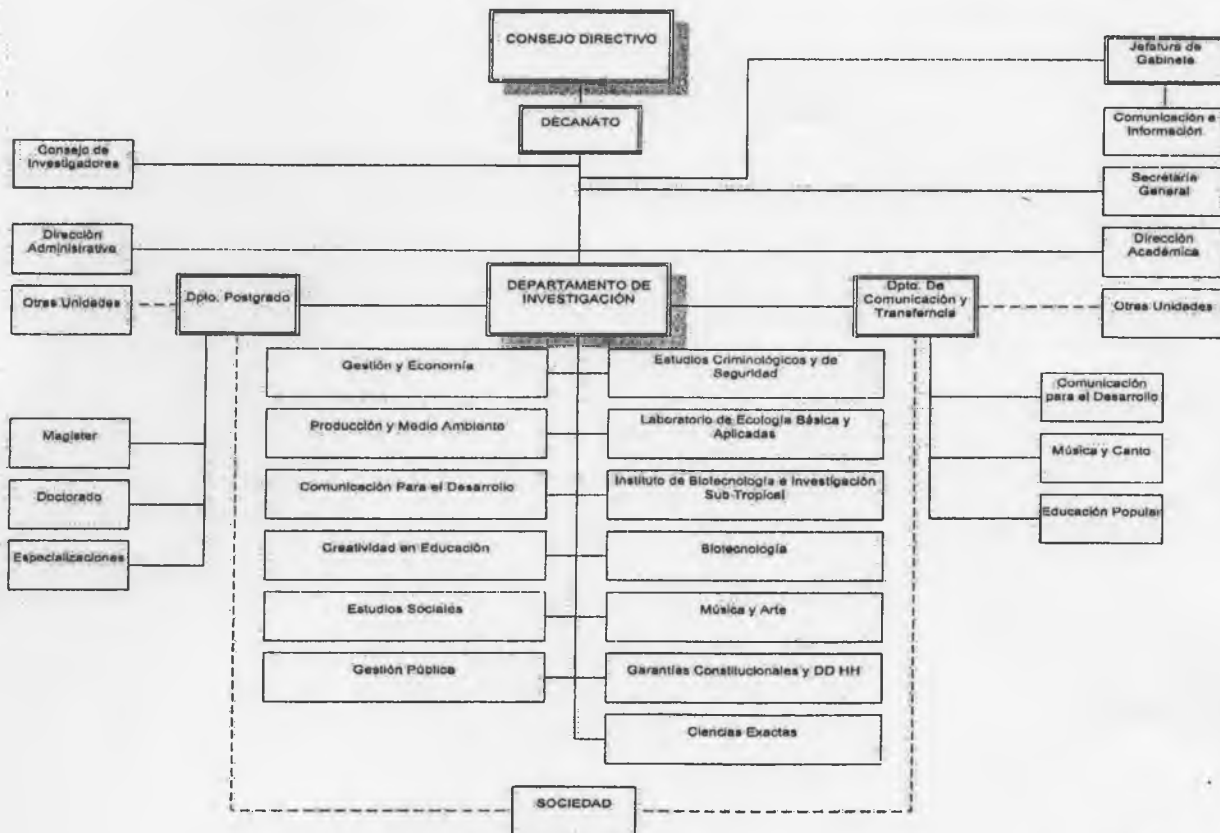 CONSEJO DIRECTIVO
DECANATO
Jefatura de
Gabinete
Comunicación e
Información
Consejo de
Investigadores
Secretaría
General
Dirección
Administrativa
Dirección
Académica
Otras Unidades
Dpto. Postgrado
DEPARTAMENTO DE
INVESTIGACIÓN
Dpto. De
Comunicación y
Transferncia
Otras Unidades
Magister
Doctorado
Especializaciones
Gestión y Economía
Producción y Medio Ambiente
Comunicación Para el Desarrollo
Creatividad en Educación
Estudios Sociales
Gestión Pública
Estudios Criminológicos y de
Seguridad
Laboratorio de Ecología Básica y
Aplicadas
Instituto de Biotecnología e Investigación
Sub Tropical
Biotecnología
Música y Arte
Garantías Constitucionales y DD HH
Ciencias Exactas
Comunicación
para el Desarrollo
Música y Canto
Educación Popular
SOCIEDAD